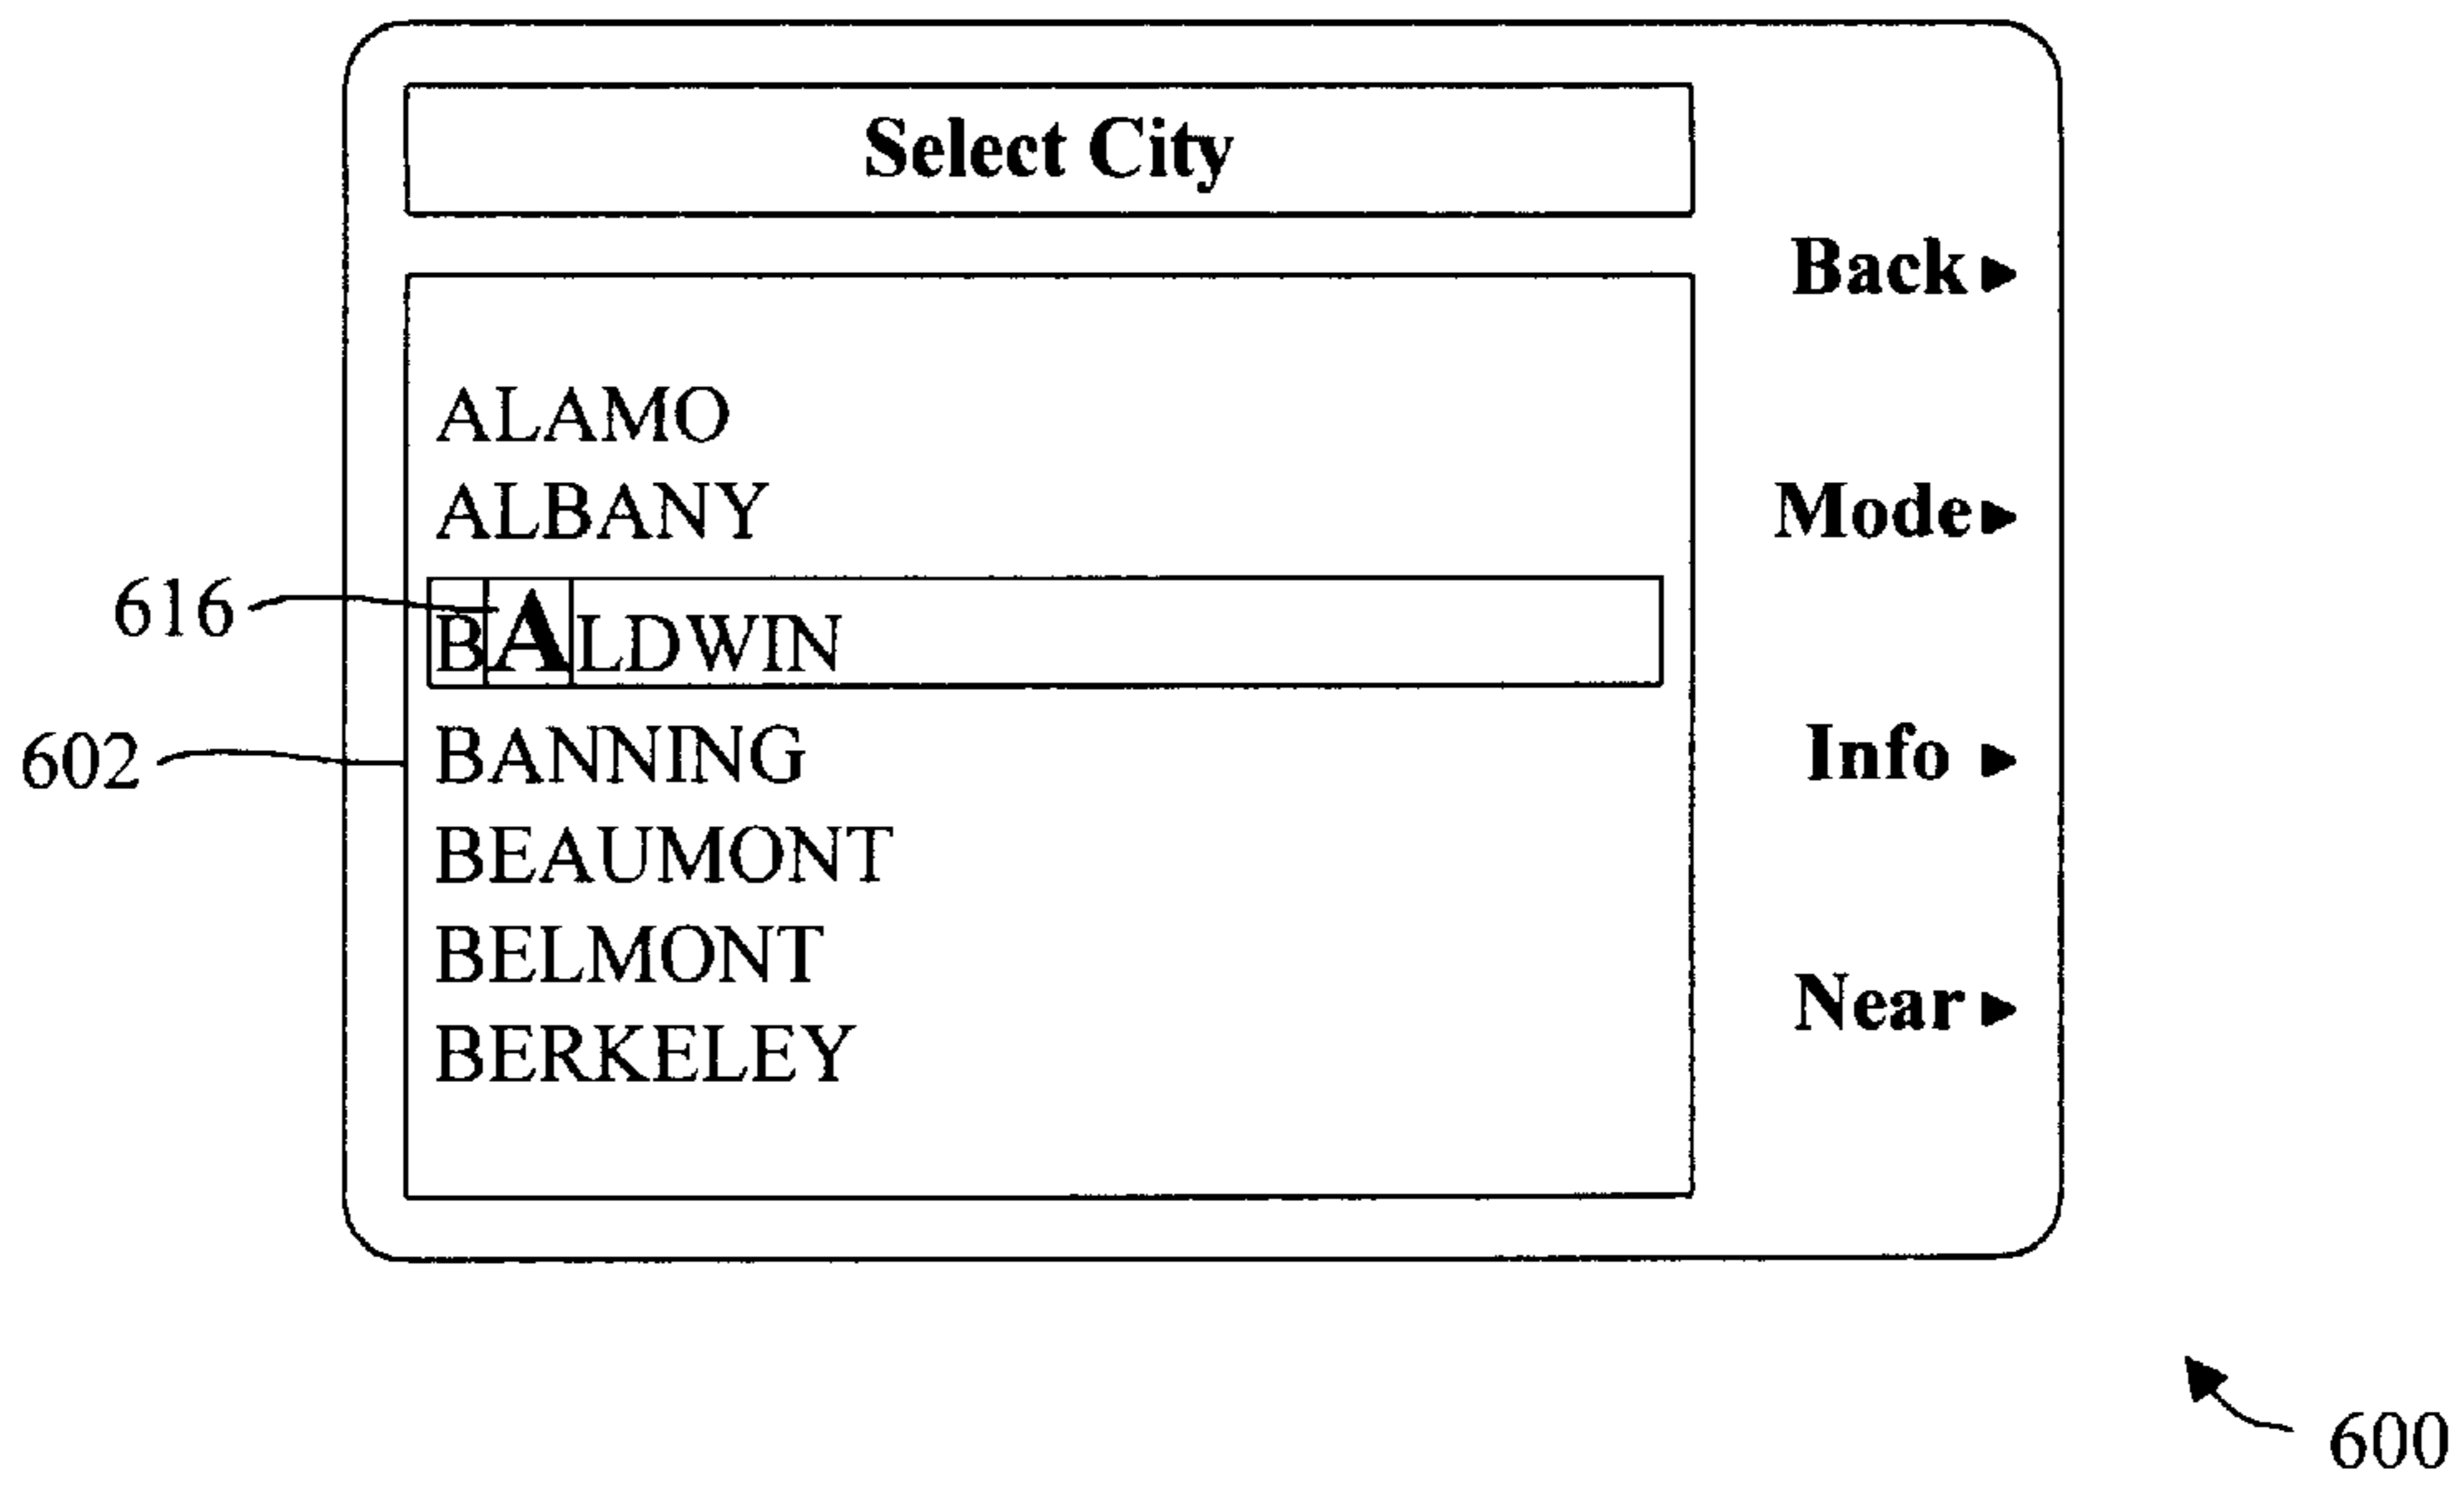 Select City
Back
ALAMO
ALBANY
Mode
616
BALDWIN
602
BANNING
Info
BEAUMONT
BELMONT
Near
BERKELEY
600